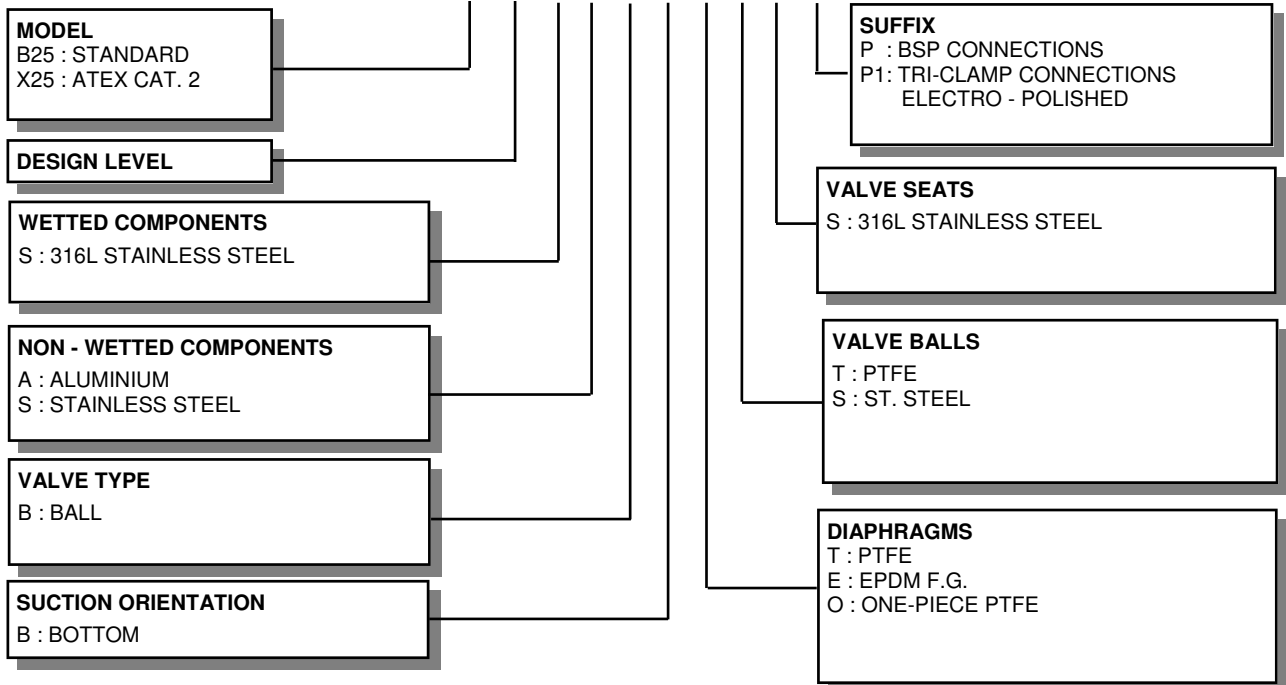 MODEL
B25 : STANDARD
X25 : ATEX CAT. 2
DESIGN LEVEL
WETTED COMPONENTS
S : 316L STAINLESS STEEL
NON - WETTED COMPONENTS
A : ALUMINIUM
S : STAINLESS STEEL
VALVE TYPE
B : BALL
SUCTION ORIENTATION
B : BOTTOM
SUFFIX
P : BSP CONNECTIONS
P1: TRI-CLAMP CONNECTIONS
ELECTRO - POLISHED
VALVE SEATS
S : 316L STAINLESS STEEL
VALVE BALLS
T : PTFE
S : ST. STEEL
DIAPHRAGMS
T : PTFE
E : EPDM F.G.
O : ONE-PIECE PTFE